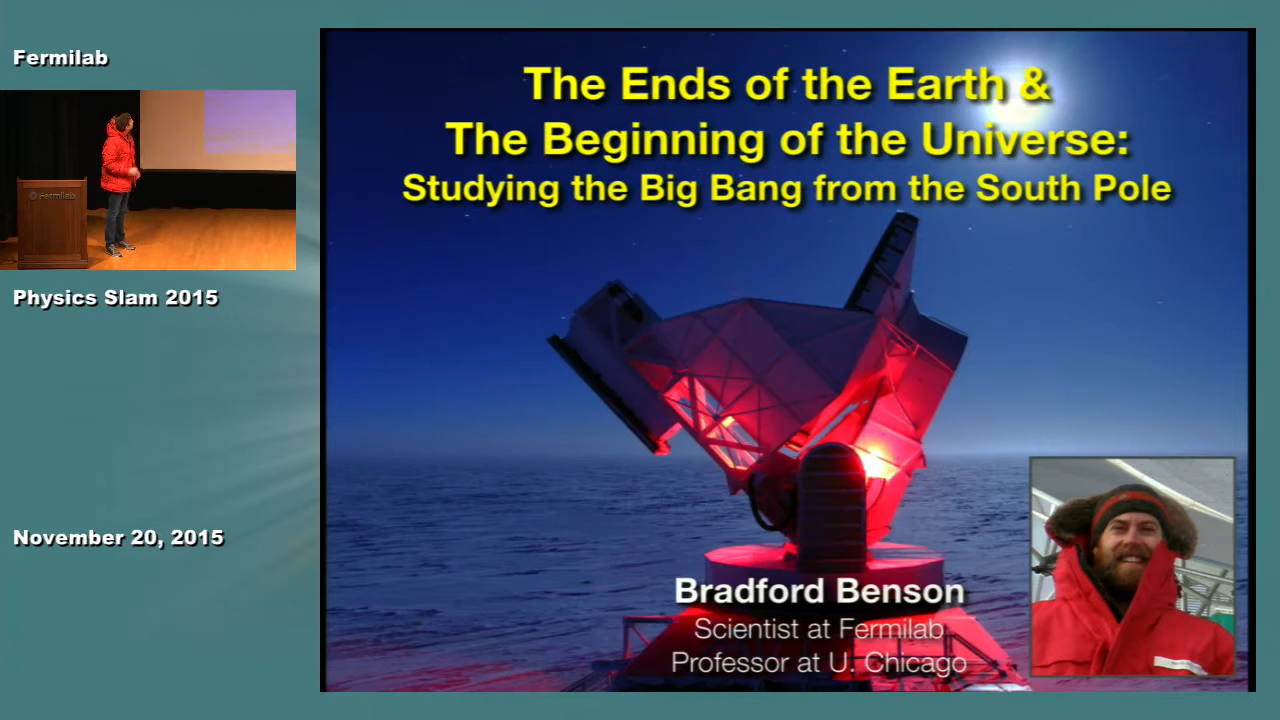 Fermilab
Fermilab
Physics Slam 2015
November 20, 2015
The Ends of the Earth &
The Beginning of the Universe:
Studying the Big Bang from the South Pole
Bradford Benson
Scientist at Fermilab
Professor at U. Chicago